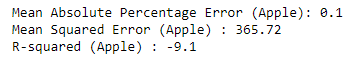 Mean Absolute Percentage Error (Apple): 0.1
Mean Squared Error (Apple) : 365.72
R-squared (Apple) : -9.1